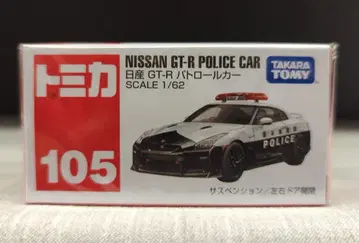 トミカ
105
NISSAN GT-R POLICE CAR
日産 GT-R パトロールカー
SCALE 1/62
TAKARA
TOMY
POLICE
サスペンション／左右ドア開閉